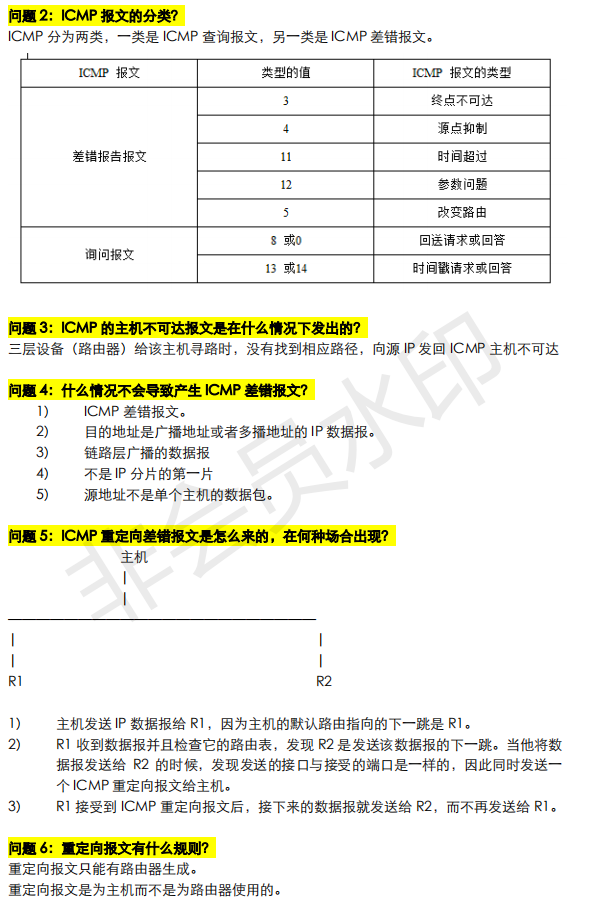 问题 2：ICMP 报文的分类？
ICMP 分为两类，一类是 ICMP 查询报文，另一类是 ICMP 差错报文。
ICMP 报文 类型的值 ICMP 报文的类型
差错报告报文
3 终点不可达
4 源点抑制
11 时间超过
12 参数问题
5 改变路由
询问报文
8 或0 回送请求或回答
13 或14 时间戳请求或回答
问题 3：ICMP 的主机不可达报文是在什么情况下发出的？
三层设备（路由器）给该主机寻路时，没有找到相应路径，向源 IP 发回 ICMP 主机不可达
问题 4：什么情况不会导致产生 ICMP 差错报文？
1) ICMP 差错报文。
2) 目的地址是广播地址或者多播地址的 IP 数据报。
3) 链路层广播的数据报
4) 不是 IP 分片的第一片
5) 源地址不是单个主机的数据包。
问题 5：ICMP 重定向差错报文是怎么来的，在何种场合出现？
主机
R1 R2
1) 主机发送 IP 数据报给 R1，因为主机的默认路由指向的下一跳是 R1。
2) R1 收到数据报并且检查它的路由表，发现 R2 是发送该数据报的下一跳。当他将数
据报发送给 R2 的时候，发现发送的接口与接受的端口是一样的，因此同时发送一
个 ICMP 重定向报文给主机。
3) R1 接受到 ICMP 重定向报文后，接下来的数据报就发送给 R2，而不再发送给 R1。
问题 6：重定向报文有什么规则？
重定向报文只能有路由器生成。
重定向报文是为主机而不是为路由器使用的。
非会员水印